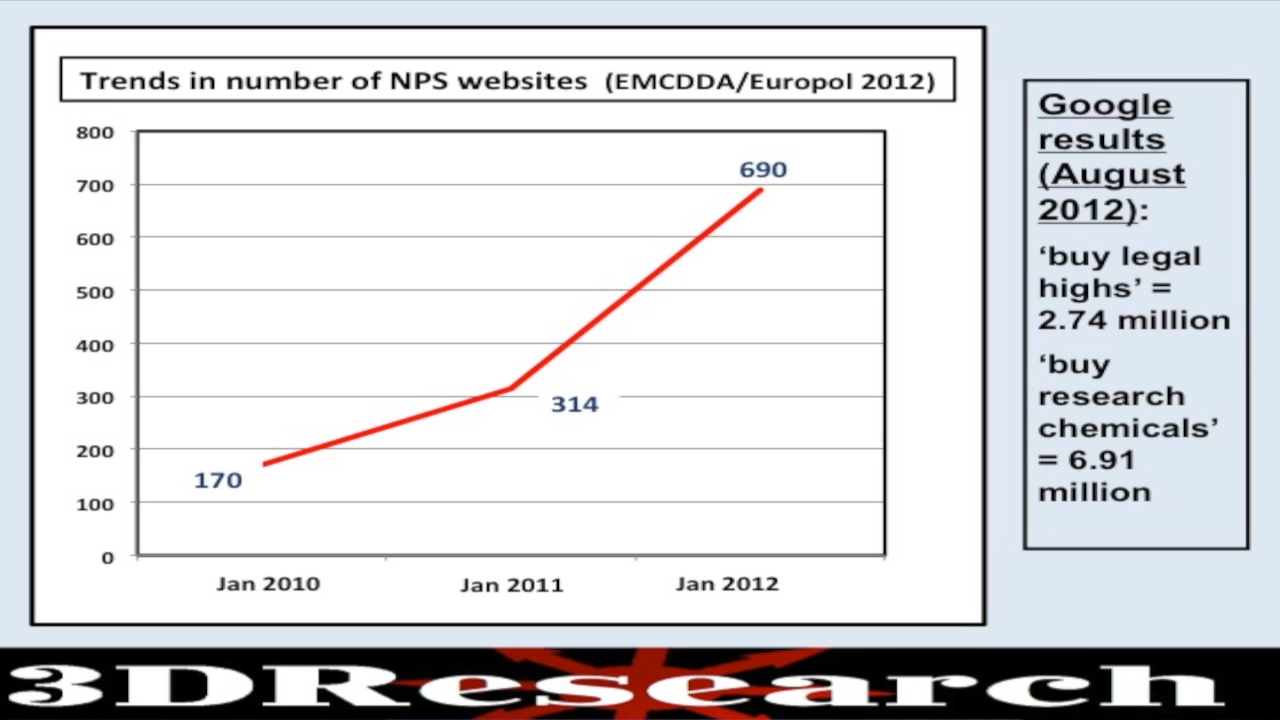 Trends in number of NPS websites (EMCDDA/Europol 2012)
800
700
600
500
400
300
200
100
0
690
314
170
Jan 2010
Jan 2011
Jan 2012
Google
results
(August
2012):
‘buy legal
highs’ =
2.74 million
‘buy
research
chemicals’
= 6.91
million
3DResearch